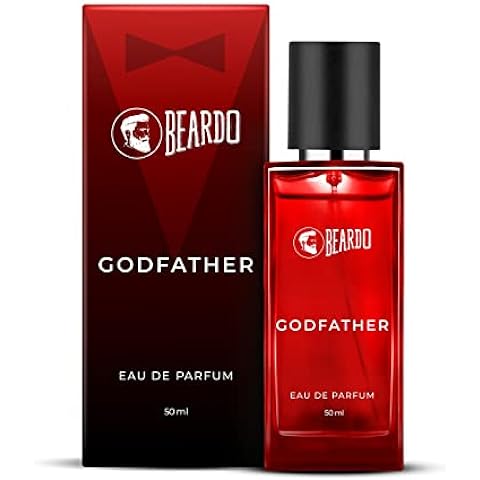 BEARDO
GODFATHER
EAU DE PARFUM
50ml
BEARDO
GODFATHER
EAU DE PARFUM
50ml